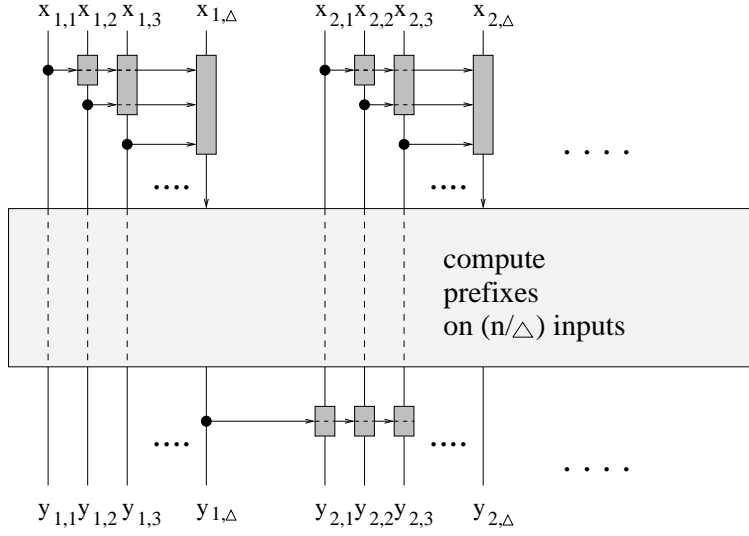 x₁,₁ x₁,₂ x₁,₃ x₁,△ x₂,₁ x₂,₂ x₂,₃ x₂,△
. . . .
.... ....
compute
prefixes
on (n/△) inputs
.... ....
. . . .
y₁,₁ y₁,₂ y₁,₃ y₁,△ y₂,₁ y₂,₂ y₂,₃ y₂,△